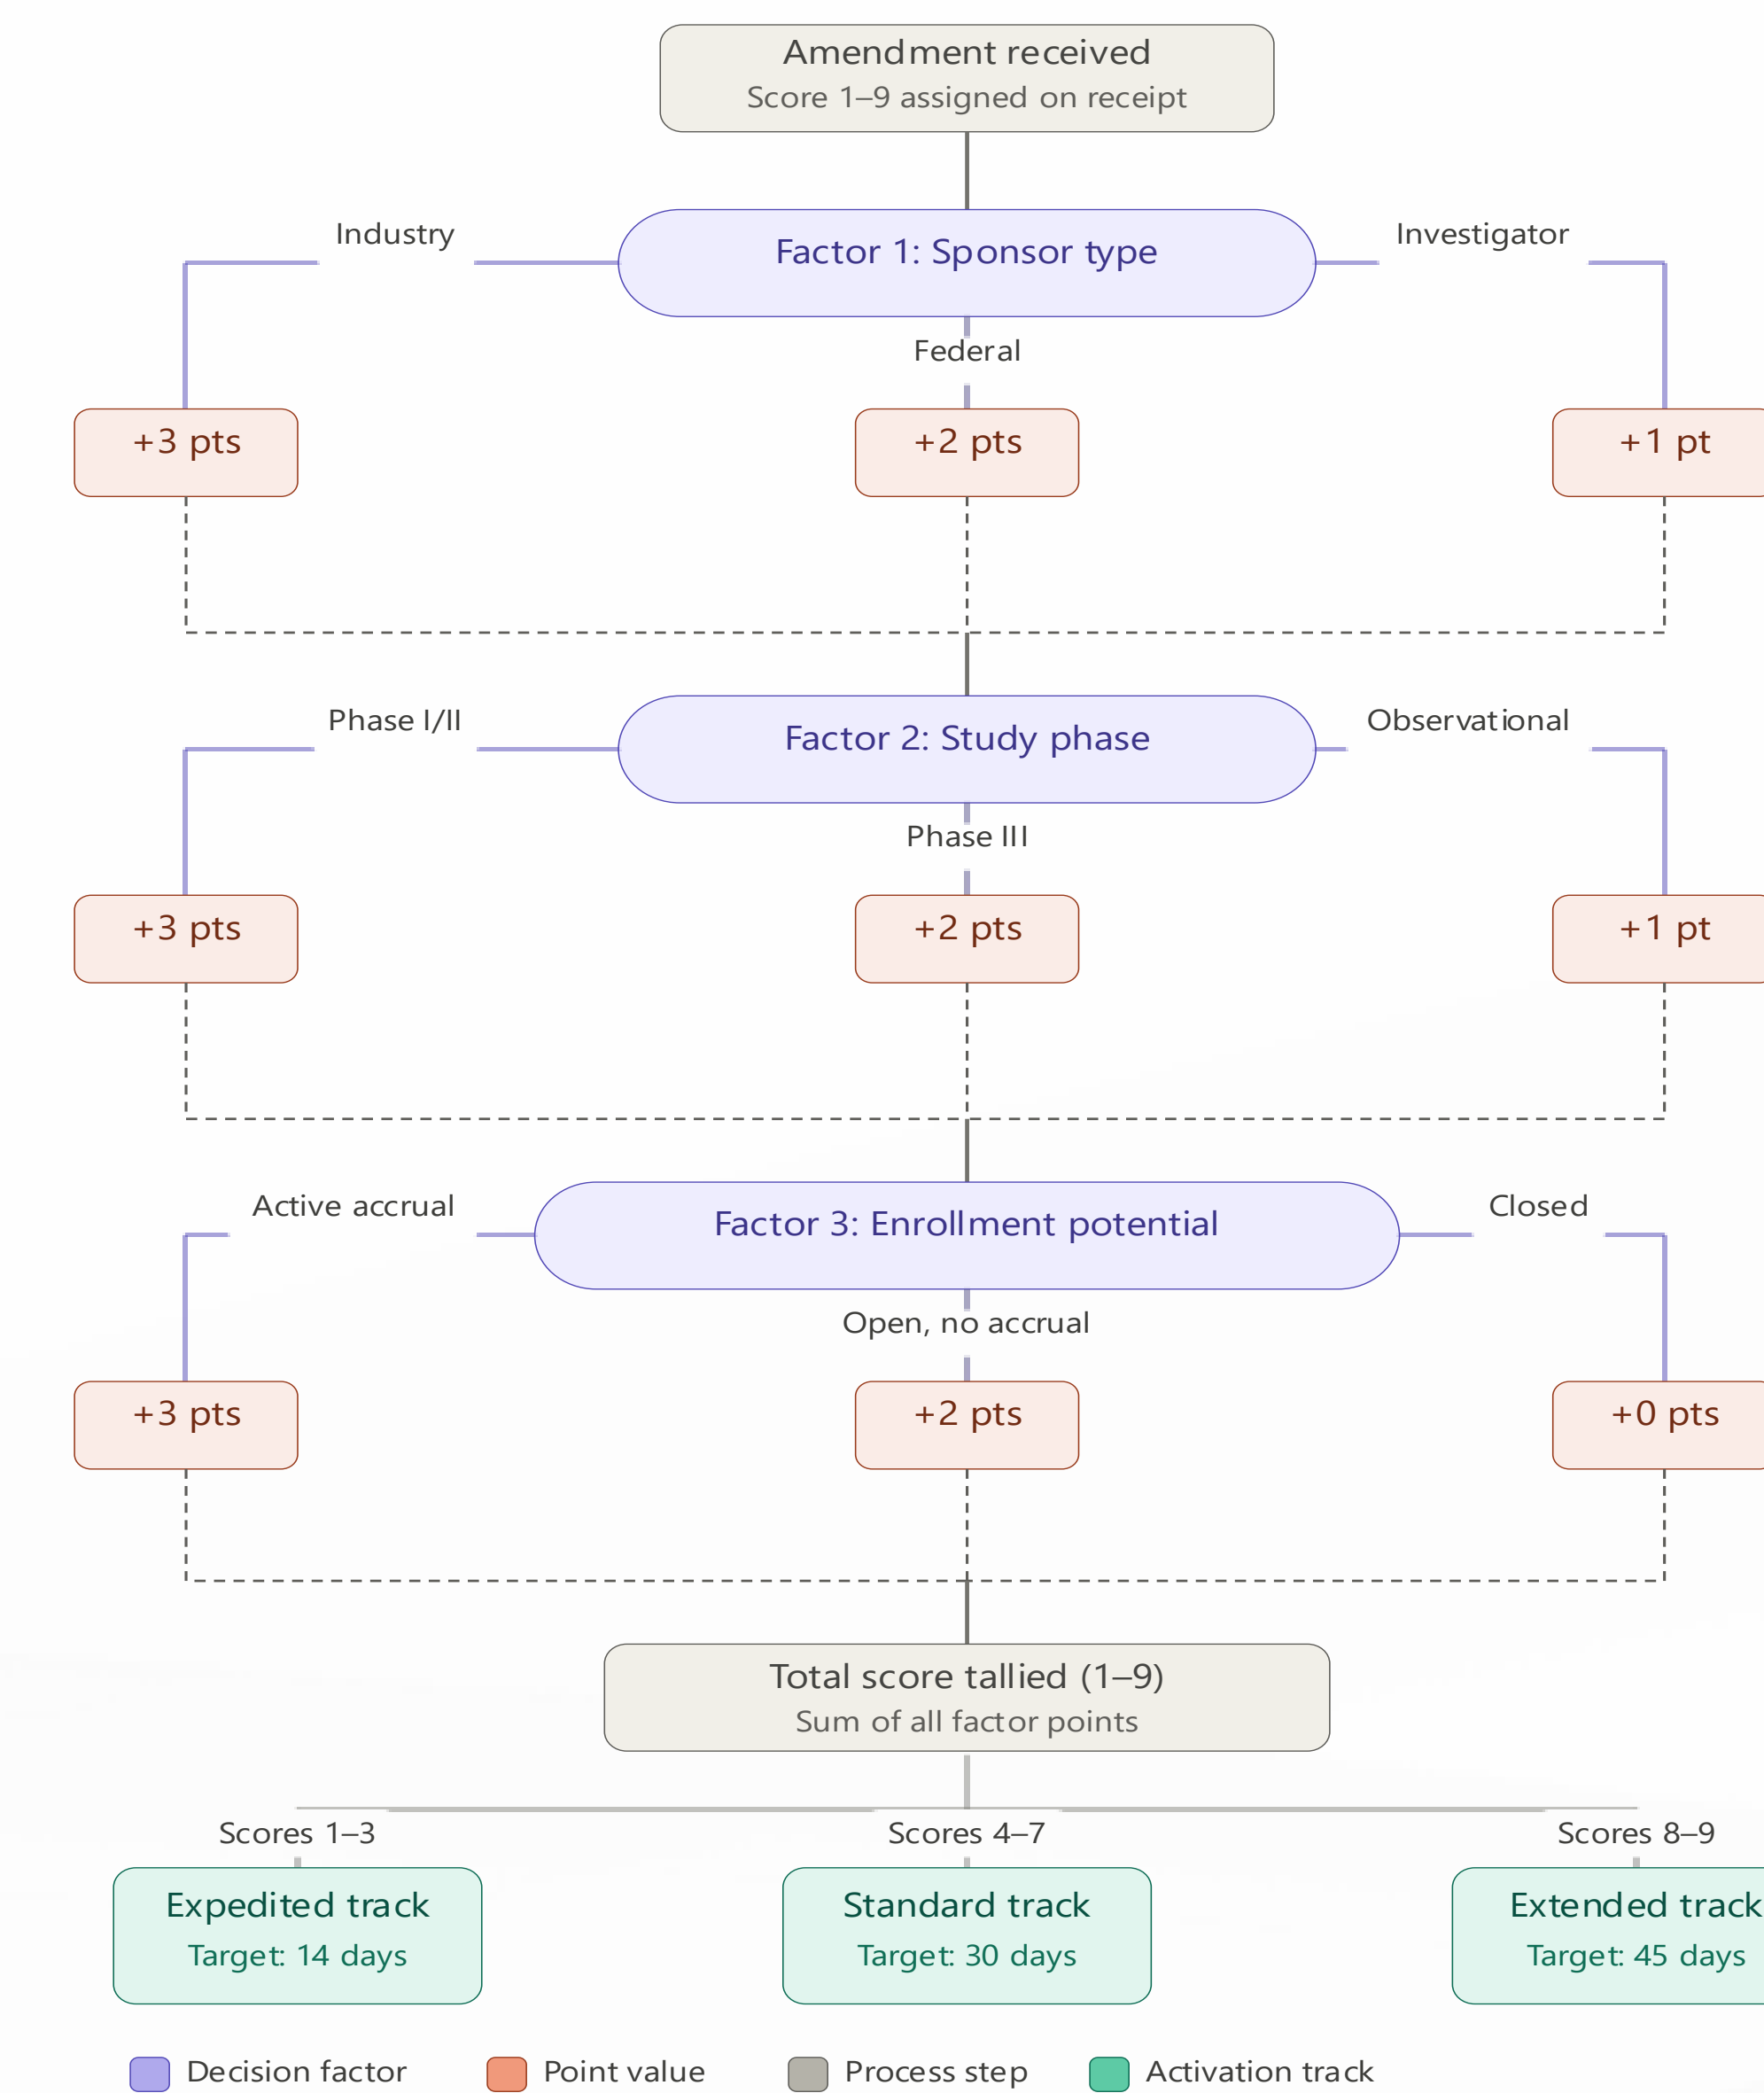 Amendment received
Score 1–9 assigned on receipt
Industry
Factor 1: Sponsor type
Investigator
Federal
+3 pts
+2 pts
+1 pt
Phase I/II
Factor 2: Study phase
Observational
Phase III
+3 pts
+2 pts
+1 pt
Active accrual
Factor 3: Enrollment potential
Closed
Open, no accrual
+3 pts
+2 pts
+0 pts
Total score tallied (1–9)
Sum of all factor points
Scores 1–3
Scores 4–7
Scores 8–9
Expedited track
Target: 14 days
Standard track
Target: 30 days
Extended track
Target: 45 days
Decision factor
Point value
Process step
Activation track